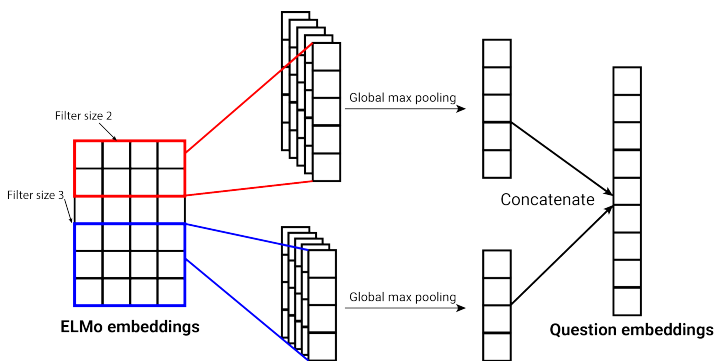 Global max pooling
Filter size 2
Filter size 3
Concatenate
Global max pooling
ELMo embeddings
Question embeddings